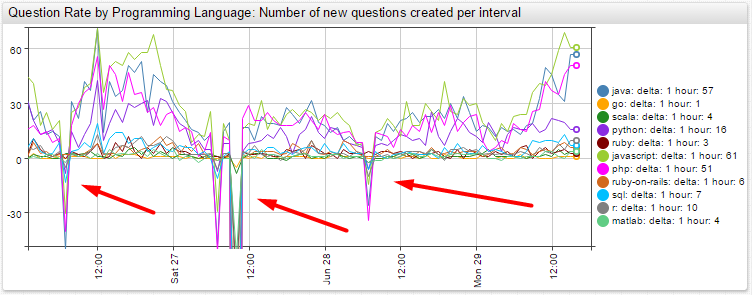 Question Rate by Programming Language: Number of new questions created per interval
60
30
0
-30
12:00
Sat 27
12:00
Jun 28
12:00
Mon 29
12:00
java: delta: 1 hour: 57
go: delta: 1 hour: 1
scala: delta: 1 hour: 4
python: delta: 1 hour: 16
ruby: delta: 1 hour: 3
javascript: delta: 1 hour: 61
php: delta: 1 hour: 51
ruby-on-rails: delta: 1 hour: 6
sql: delta: 1 hour: 7
r: delta: 1 hour: 10
matlab: delta: 1 hour: 4